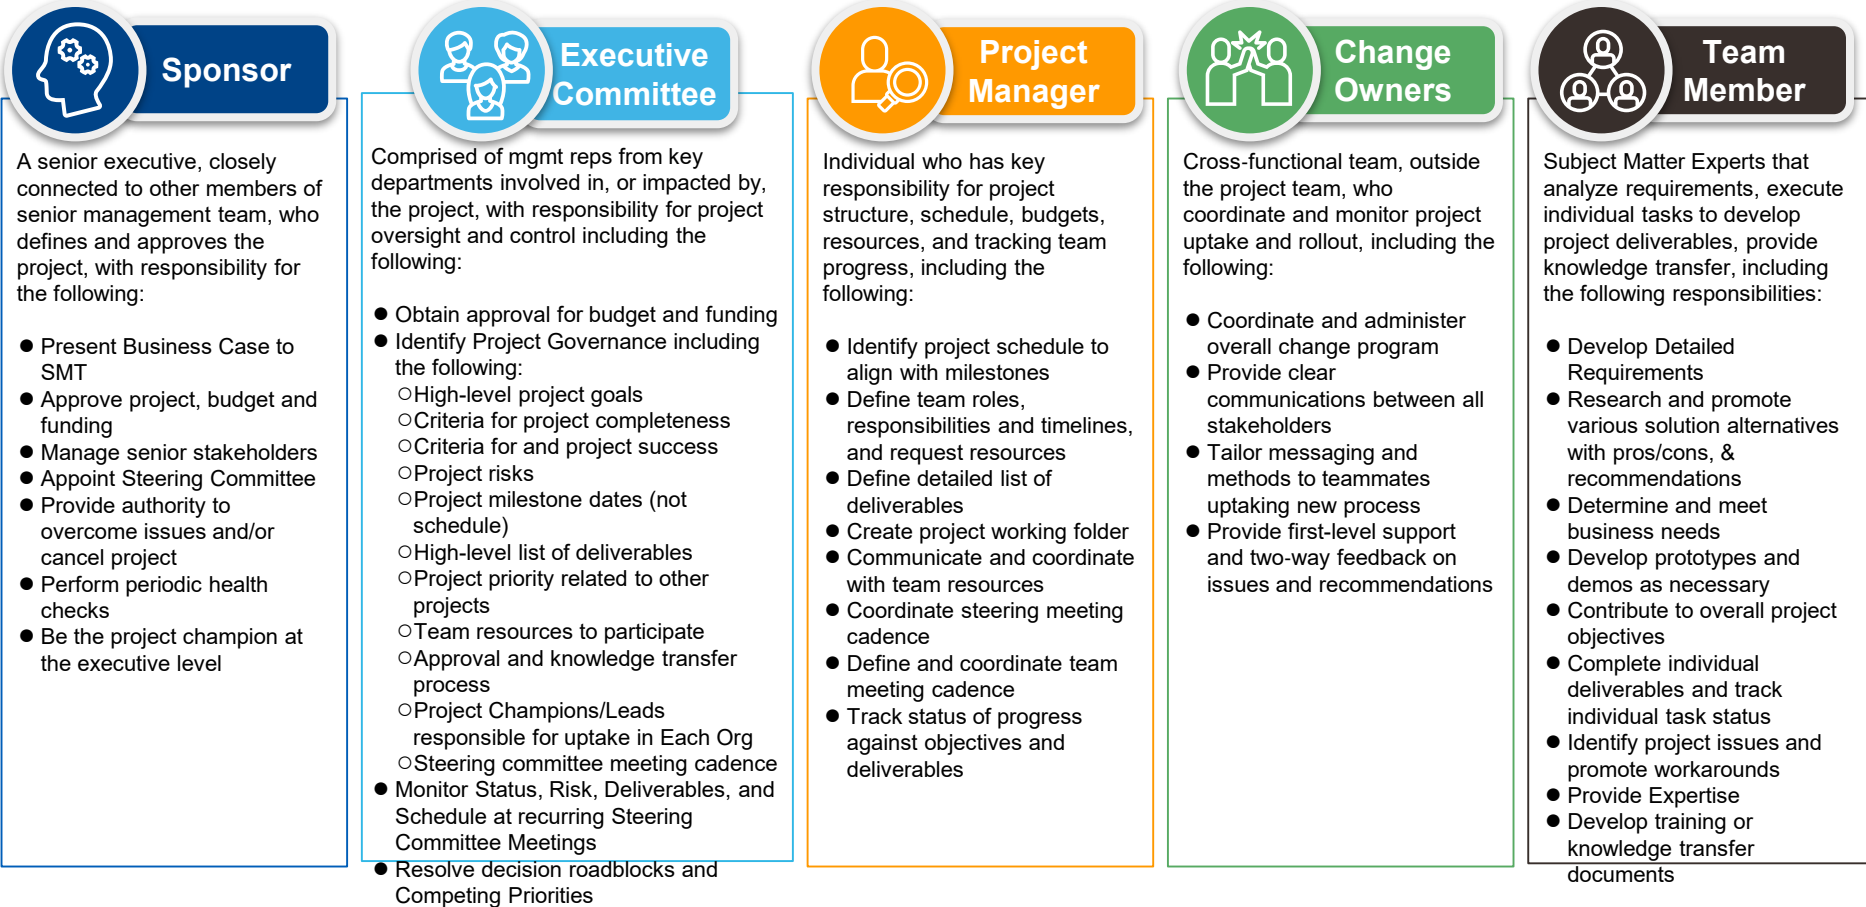 Sponsor
A senior executive, closely
connected to other members of
senior management team, who
defines and approves the
project, with responsibility for
the following:
● Present Business Case to
SMT
● Approve project, budget and
funding
● Manage senior stakeholders
● Appoint Steering Committee
● Provide authority to
overcome issues and/or
cancel project
● Perform periodic health
checks
● Be the project champion at
the executive level
Executive
Committee
Comprised of mgmt reps from key
departments involved in, or impacted by,
the project, with responsibility for project
oversight and control including the
following:
● Obtain approval for budget and funding
● Identify Project Governance including
the following:
○High-level project goals
○Criteria for project completeness
○Criteria for and project success
○Project risks
○Project milestone dates (not
schedule)
○High-level list of deliverables
○Project priority related to other
projects
○Team resources to participate
○Approval and knowledge transfer
process
○Project Champions/Leads
responsible for uptake in Each Org
○Steering committee meeting cadence
● Monitor Status, Risk, Deliverables, and
Schedule at recurring Steering
Committee Meetings
● Resolve decision roadblocks and
Competing Priorities
Project
Manager
Individual who has key
responsibility for project
structure, schedule, budgets,
resources, and tracking team
progress, including the
following:
● Identify project schedule to
align with milestones
● Define team roles,
responsibilities and timelines,
and request resources
● Define detailed list of
deliverables
● Create project working folder
● Communicate and coordinate
with team resources
● Coordinate steering meeting
cadence
● Define and coordinate team
meeting cadence
● Track status of progress
against objectives and
deliverables
Change
Owners
Cross-functional team, outside
the project team, who
coordinate and monitor project
uptake and rollout, including the
following:
● Coordinate and administer
overall change program
● Provide clear
communications between all
stakeholders
● Tailor messaging and
methods to teammates
uptaking new process
● Provide first-level support
and two-way feedback on
issues and recommendations
Team
Member
Subject Matter Experts that
analyze requirements, execute
individual tasks to develop
project deliverables, provide
knowledge transfer, including
the following responsibilities:
● Develop Detailed
Requirements
● Research and promote
various solution alternatives
with pros/cons, &
recommendations
● Determine and meet
business needs
● Develop prototypes and
demos as necessary
● Contribute to overall project
objectives
● Complete individual
deliverables and track
individual task status
● Identify project issues and
promote workarounds
● Provide Expertise
● Develop training or
knowledge transfer
documents